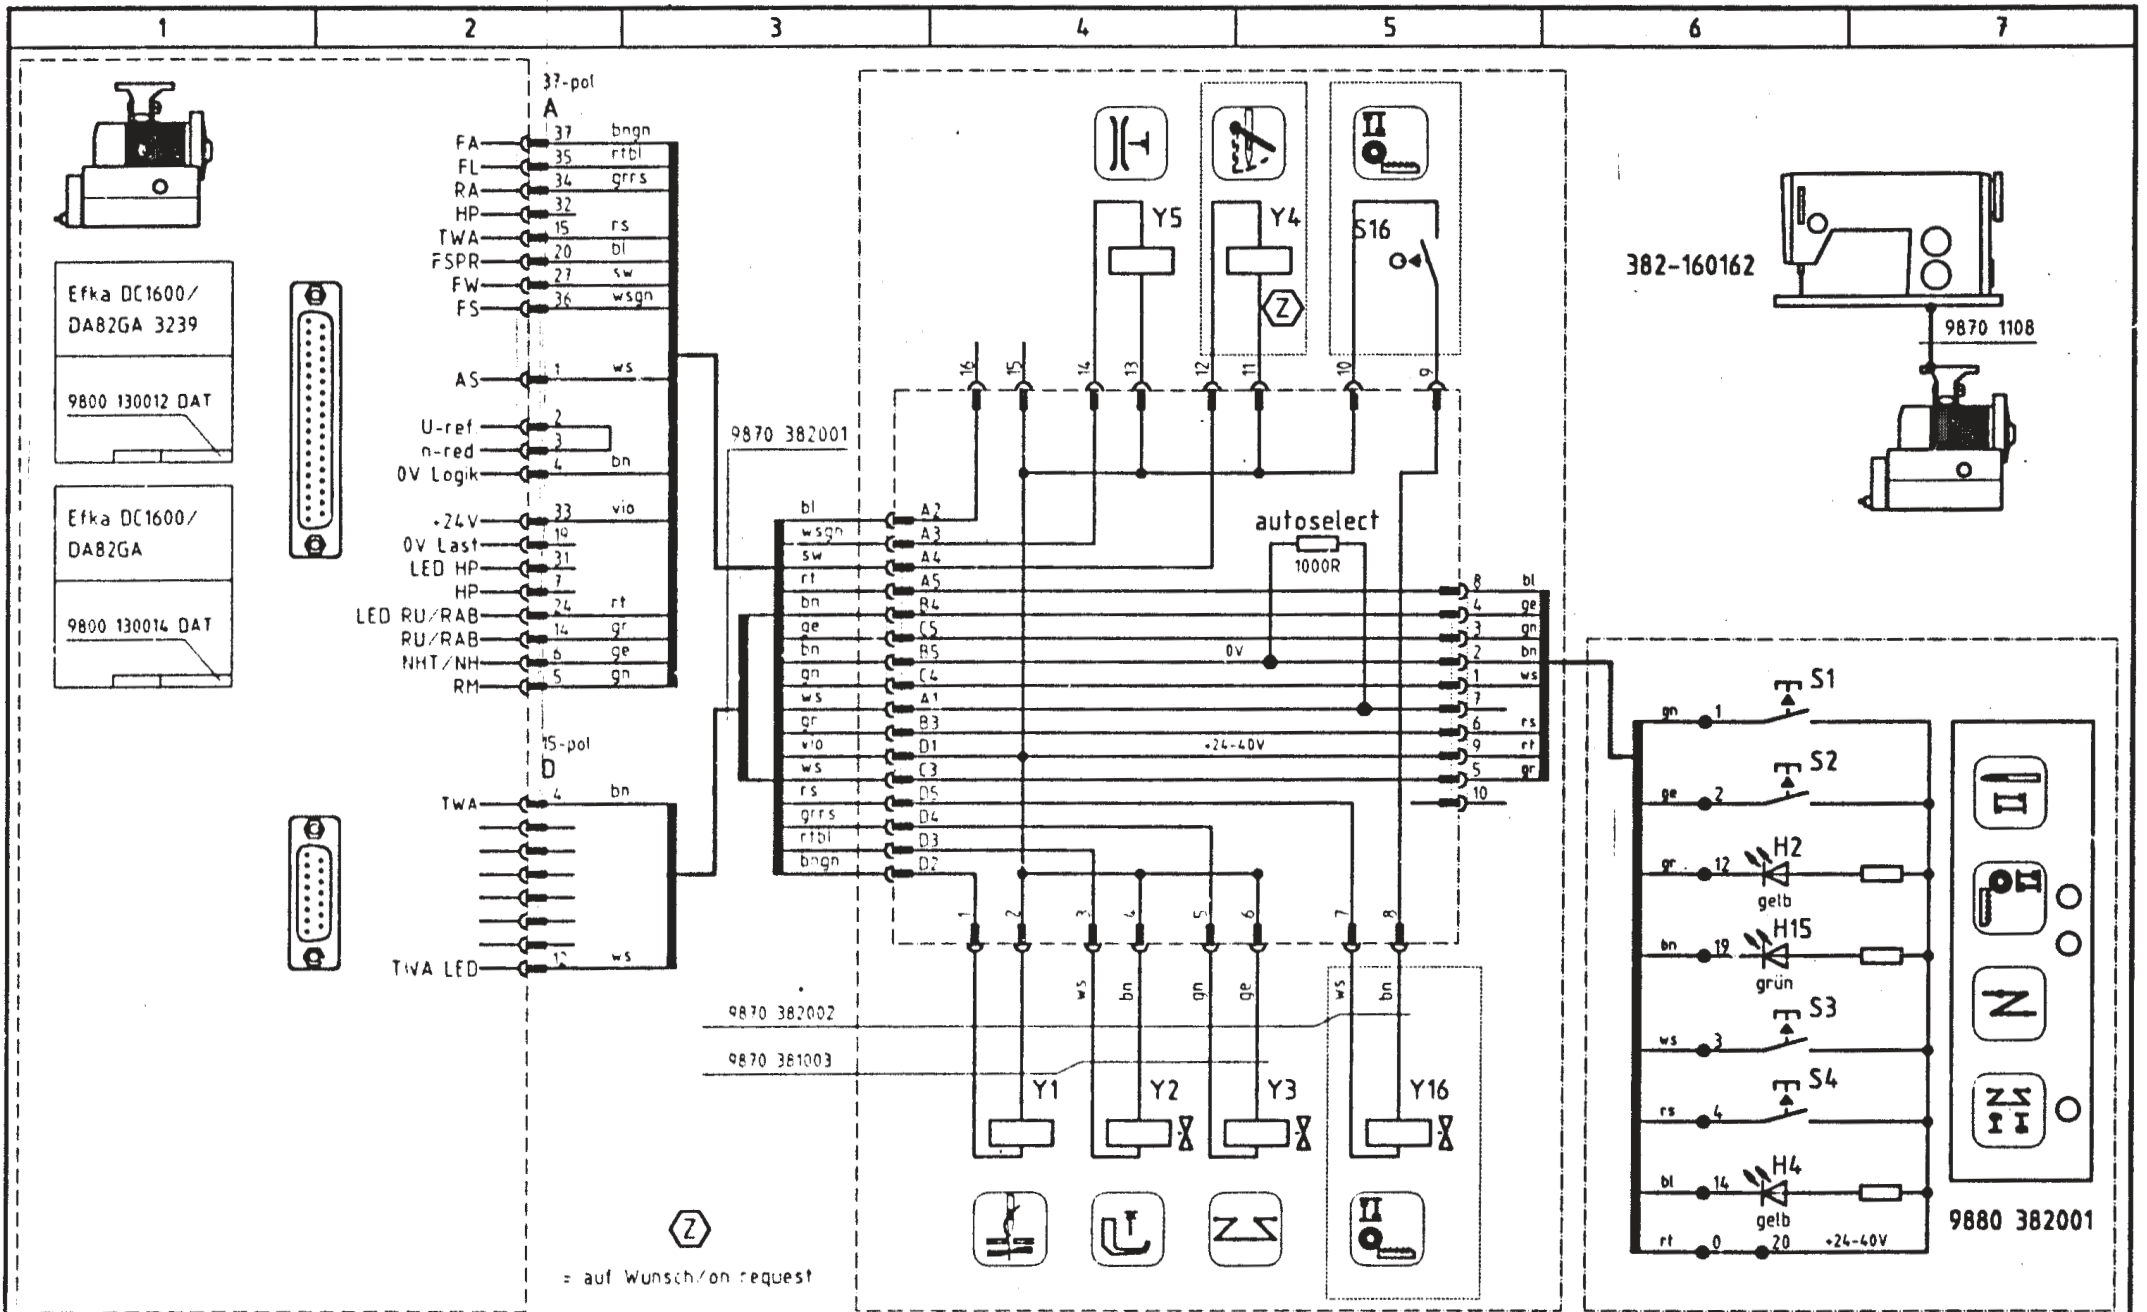 1 2 3 4 5 6 7
37-pol
A
FA 37 bngn
FL 35 rtbl
RA 34 grrs
HP 32
TWA 15 rs
FSPR 20 bl
FW 27 sw
FS 36 wsgn
AS 1 ws
U-ref. 2
n-red 3
0V Logik 4 bn
+24V 33 vio
0V Last 19
LED HP 31
HP 7
LED RU/RAB 24 rt
RU/RAB 14 gr
NHT/NH 6 ge
RM 5 gn
15-pol
D
TWA 4 bn
TWA LED 12 ws
Efka DC1600/
DA82GA 3239
9800 130012 DAT
Efka DC1600/
DA82GA
9800 130014 DAT
9870 382001
Y5
Y4
S16
Z
16 15 14 13 12 11 10 9
autoselect
1000R
bl A2
wsgn A3
sw A4
rt A5 8 bl
bn B4 4 ge
ge C5 3 gn
bn B5 0V 2 bn
gn C4 1 ws
ws A1 7
gr B3 6 rs
vio D1 +24-40V 9 rt
ws C3 5 gr
rs D5 10
grrs D4
rtbl D3
bngn D2
1 2 3 4 5 6 7 8
ws bn gn ge ws bn
9870 382002
9870 381003
Y1 Y2 Y3 Y16
Z
= auf Wunsch/on request
382-160162
9870 1108
gn 1 S1
ge 2 S2
gr 12 H2
gelb
bn 19 H15
grün
ws 3 S3
rs 4 S4
bl 14 H4
gelb
rt 0 20 +24-40V
9880 382001